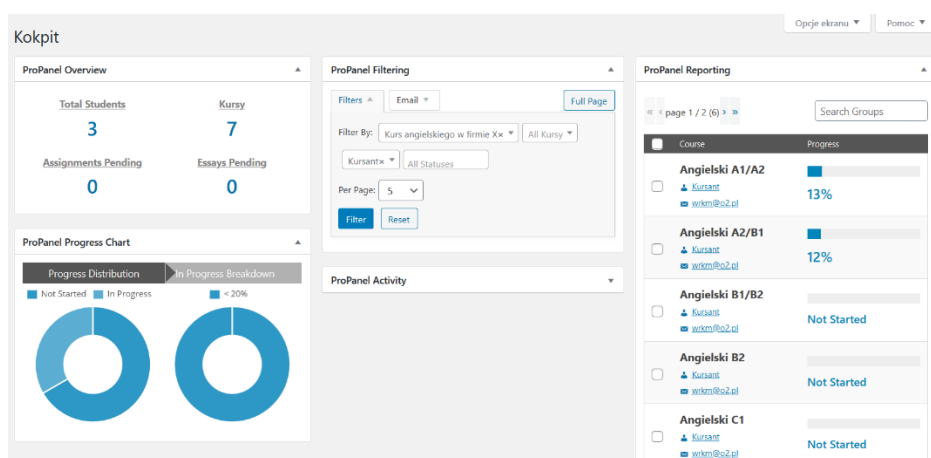 Opcje ekranu ▼
Pomoc ▼
Kokpit
ProPanel Overview
Total Students
Kursy
3
7
Assignments Pending
Essays Pending
0
0
ProPanel Progress Chart
Progress Distribution
In Progress Breakdown
Not Started
In Progress
< 20%
ProPanel Filtering
Filters
Email
Full Page
Filter By: Kurs angielskiego w firmie X× All Kursy
Kursant× All Statuses
Per Page: 5
Filter
Reset
ProPanel Activity
ProPanel Reporting
« ‹ page 1 / 2 (6) › »
Search Groups
Course
Progress
Angielski A1/A2
Kursant
wrkm@o2.pl
13%
Angielski A2/B1
Kursant
wrkm@o2.pl
12%
Angielski B1/B2
Kursant
wrkm@o2.pl
Not Started
Angielski B2
Kursant
wrkm@o2.pl
Not Started
Angielski C1
Kursant
wrkm@o2.pl
Not Started